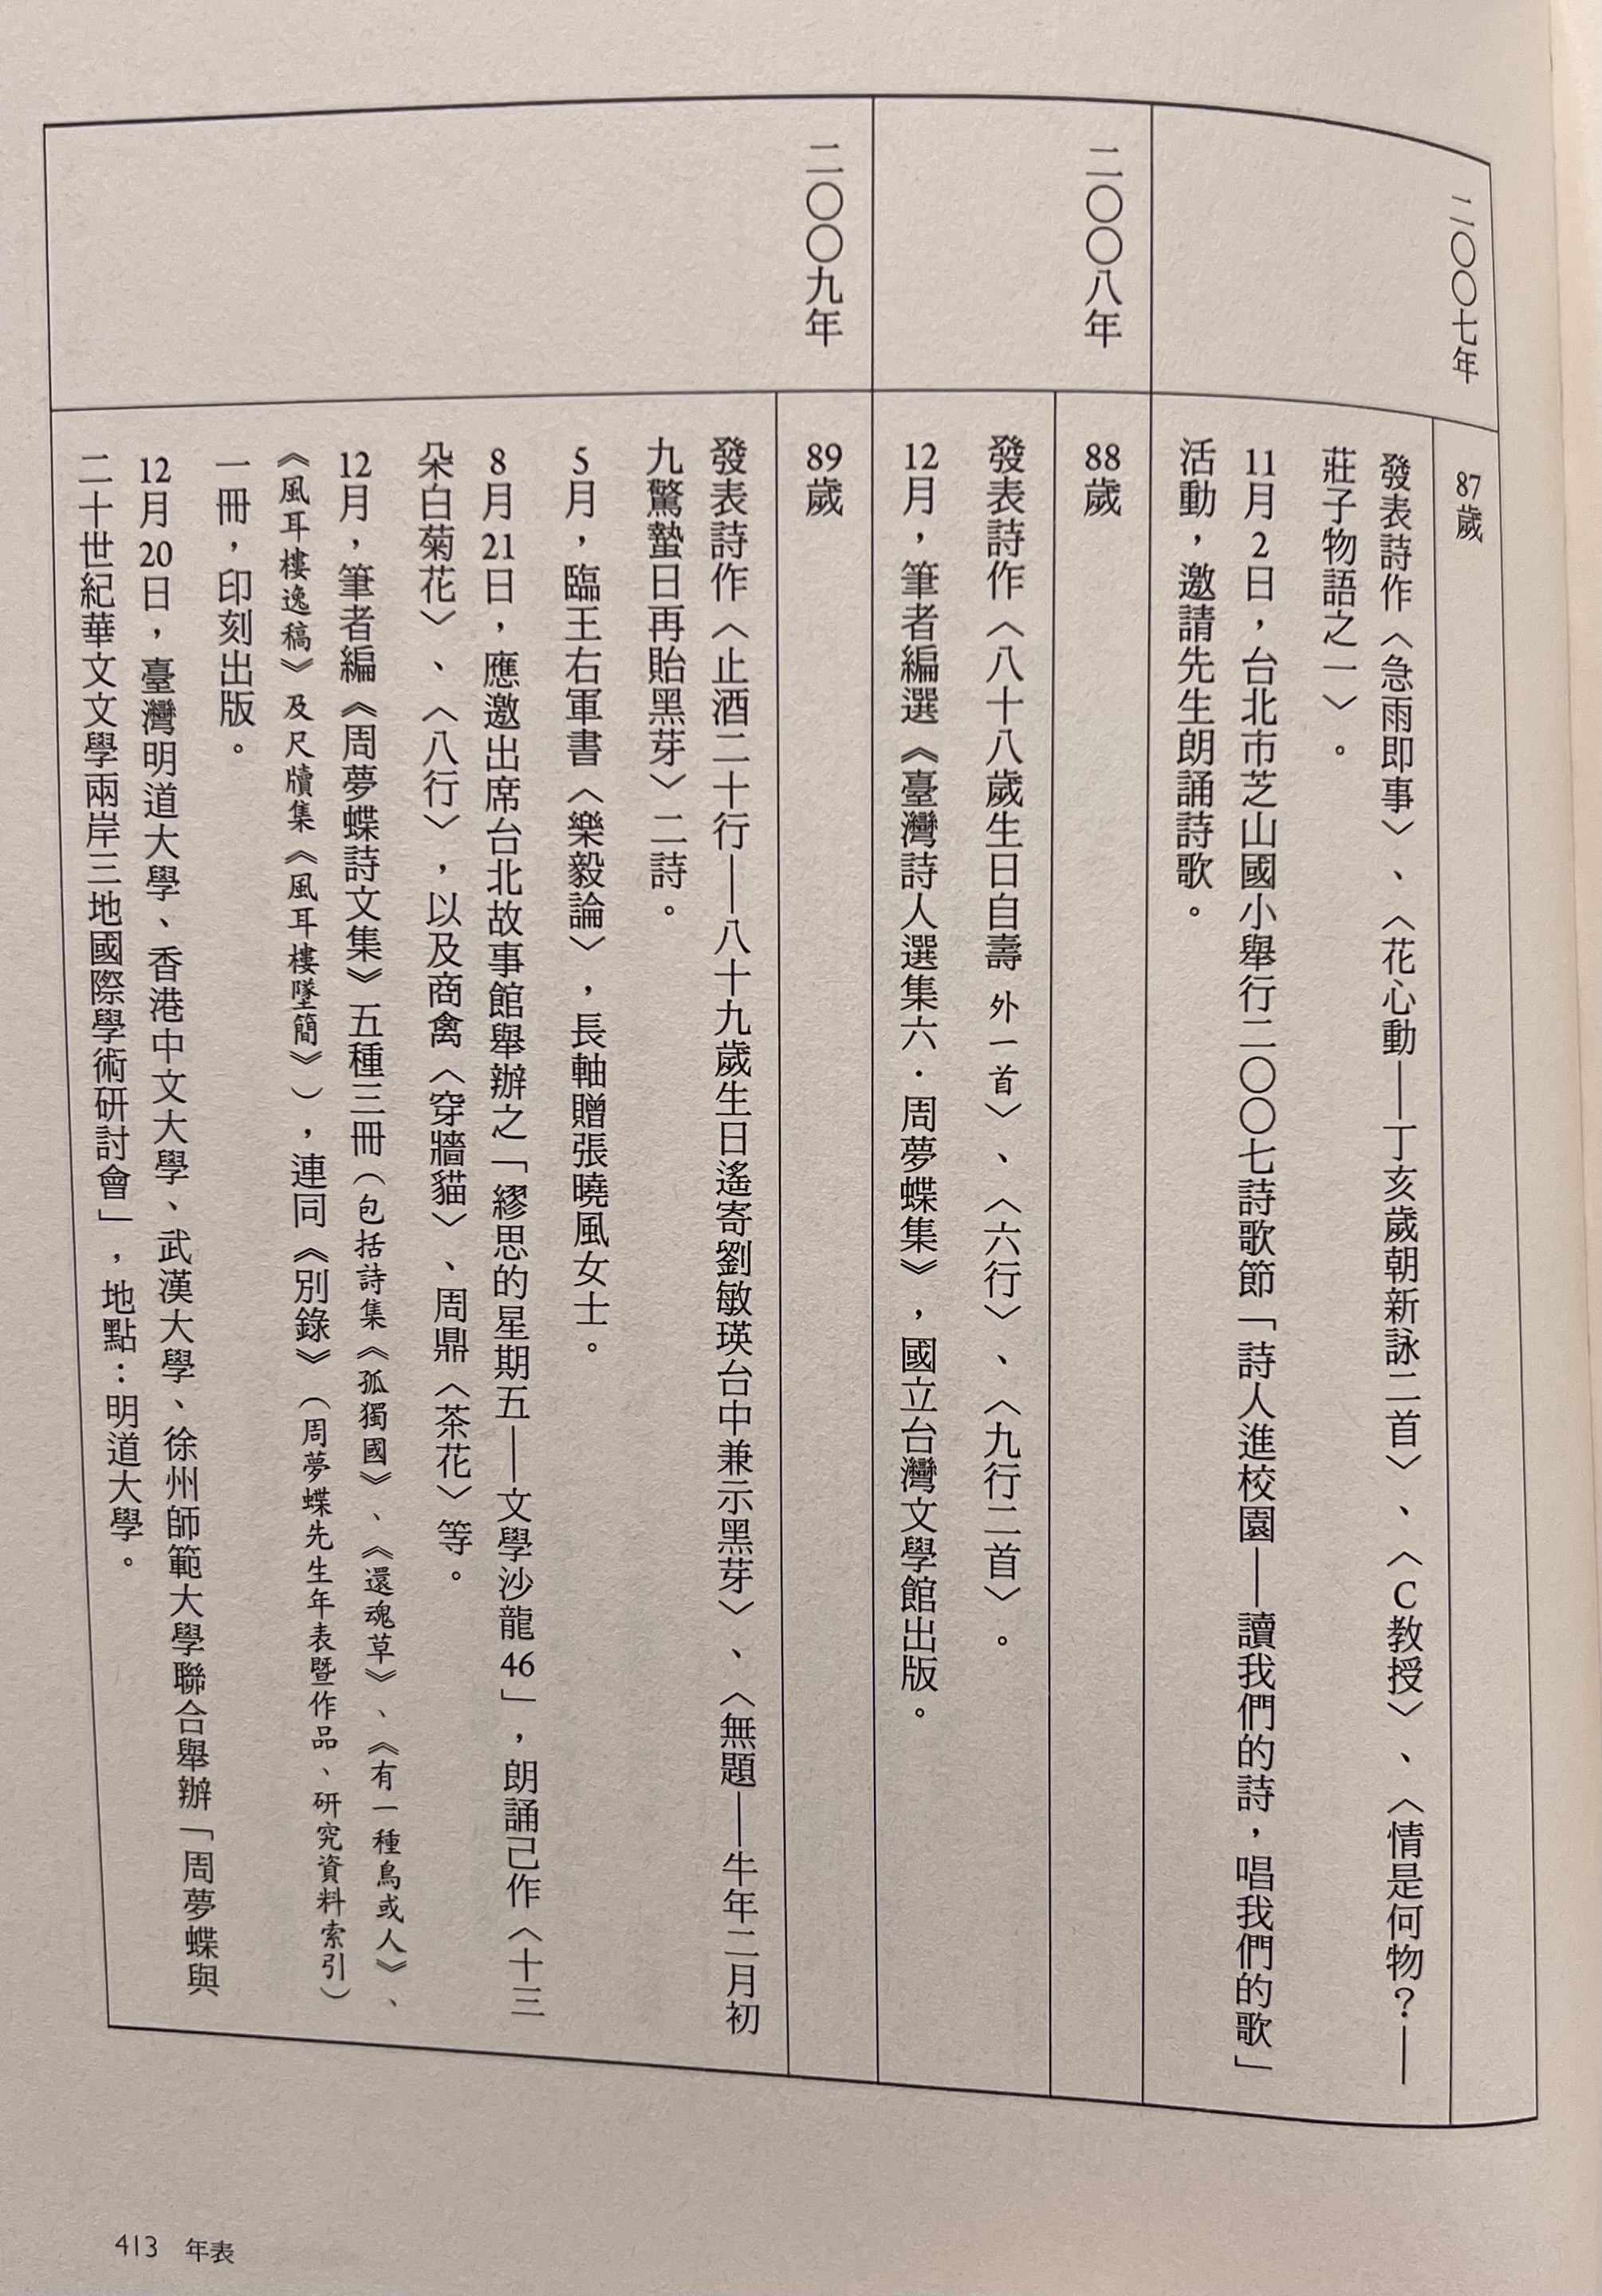 二〇〇七年
87歲
發表詩作〈急雨即事〉、〈花心動——丁亥歲朝新詠二首〉、〈C教授〉、〈情是何物？——
莊子物語之一〉。
11月2日，台北市芝山國小舉行二〇〇七詩歌節「詩人進校園——讀我們的詩，唱我們的歌」
活動，邀請先生朗誦詩歌。
二〇〇八年
88歲
發表詩作〈八十八歲生日自壽 外一首〉、〈六行〉、〈九行二首〉。
12月，筆者編選《臺灣詩人選集六．周夢蝶集》，國立台灣文學館出版。
二〇〇九年
89歲
發表詩作〈止酒二十行——八十九歲生日遙寄劉敏瑛台中兼示黑芽〉、〈無題——牛年二月初
九驚蟄日再貽黑芽〉二詩。
5月，臨王右軍書〈樂毅論〉，長軸贈張曉風女士。
8月21日，應邀出席台北故事館舉辦之「繆思的星期五——文學沙龍46」，朗誦己作〈十三
朵白菊花〉、〈八行〉，以及商禽〈穿牆貓〉、周鼎〈茶花〉等。
12月，筆者編《周夢蝶詩文集》五種三冊（包括詩集《孤獨國》、《還魂草》、《有一種鳥或人》、
《風耳樓逸稿》及尺牘集《風耳樓墜簡》），連同《別錄》（周夢蝶先生年表暨作品、研究資料索引）
一冊，印刻出版。
12月20日，臺灣明道大學、香港中文大學、武漢大學、徐州師範大學聯合舉辦「周夢蝶與
二十世紀華文文學兩岸三地國際學術研討會」，地點：明道大學。
413 年表